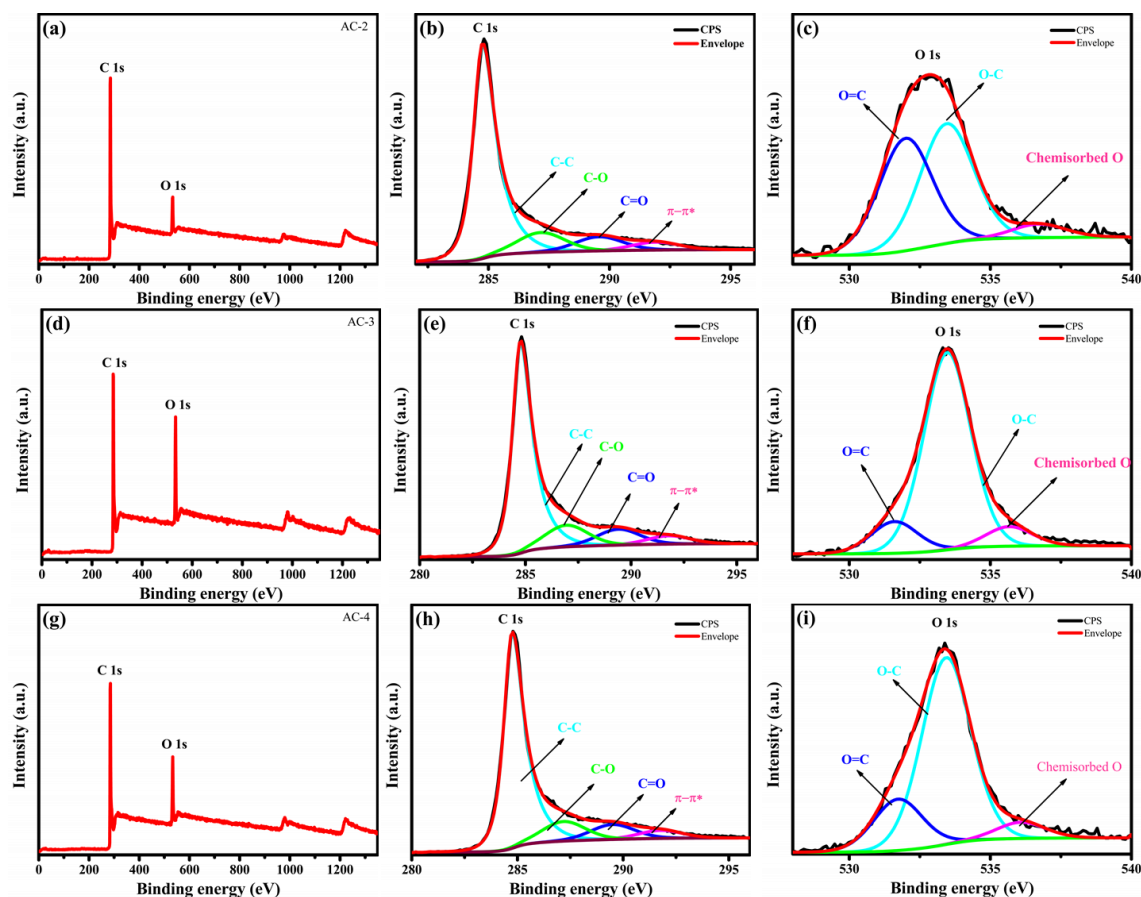 (a)
AC-2
C 1s
O 1s
Intensity (a.u.)
0 200 400 600 800 1000 1200
Binding energy (eV)
(b)
C 1s
CPS
Envelope
C-C
C-O
C=O
π−π*
Intensity (a.u.)
285 290 295
Binding energy (eV)
(c)
CPS
Envelope
O 1s
O=C
O-C
Chemisorbed O
Intensity (a.u.)
530 535 540
Binding energy (eV)
(d)
AC-3
C 1s
O 1s
Intensity (a.u.)
0 200 400 600 800 1000 1200
Binding energy (eV)
(e)
C 1s
CPS
Envelope
C-C
C-O
C=O
π−π*
Intensity (a.u.)
280 285 290 295
Binding energy (eV)
(f)
CPS
Envelope
O 1s
O-C
O=C
Chemisorbed O
Intensity (a.u.)
530 535 540
Binding energy (eV)
(g)
AC-4
C 1s
O 1s
Intensity (a.u.)
0 200 400 600 800 1000 1200
Binding energy (eV)
(h)
C 1s
CPS
Envelope
C-C
C-O
C=O
π−π*
Intensity (a.u.)
280 285 290 295
Binding energy (eV)
(i)
CPS
Envelope
O 1s
O-C
O=C
Chemisorbed O
Intensity (a.u.)
530 535 540
Binding energy (eV)